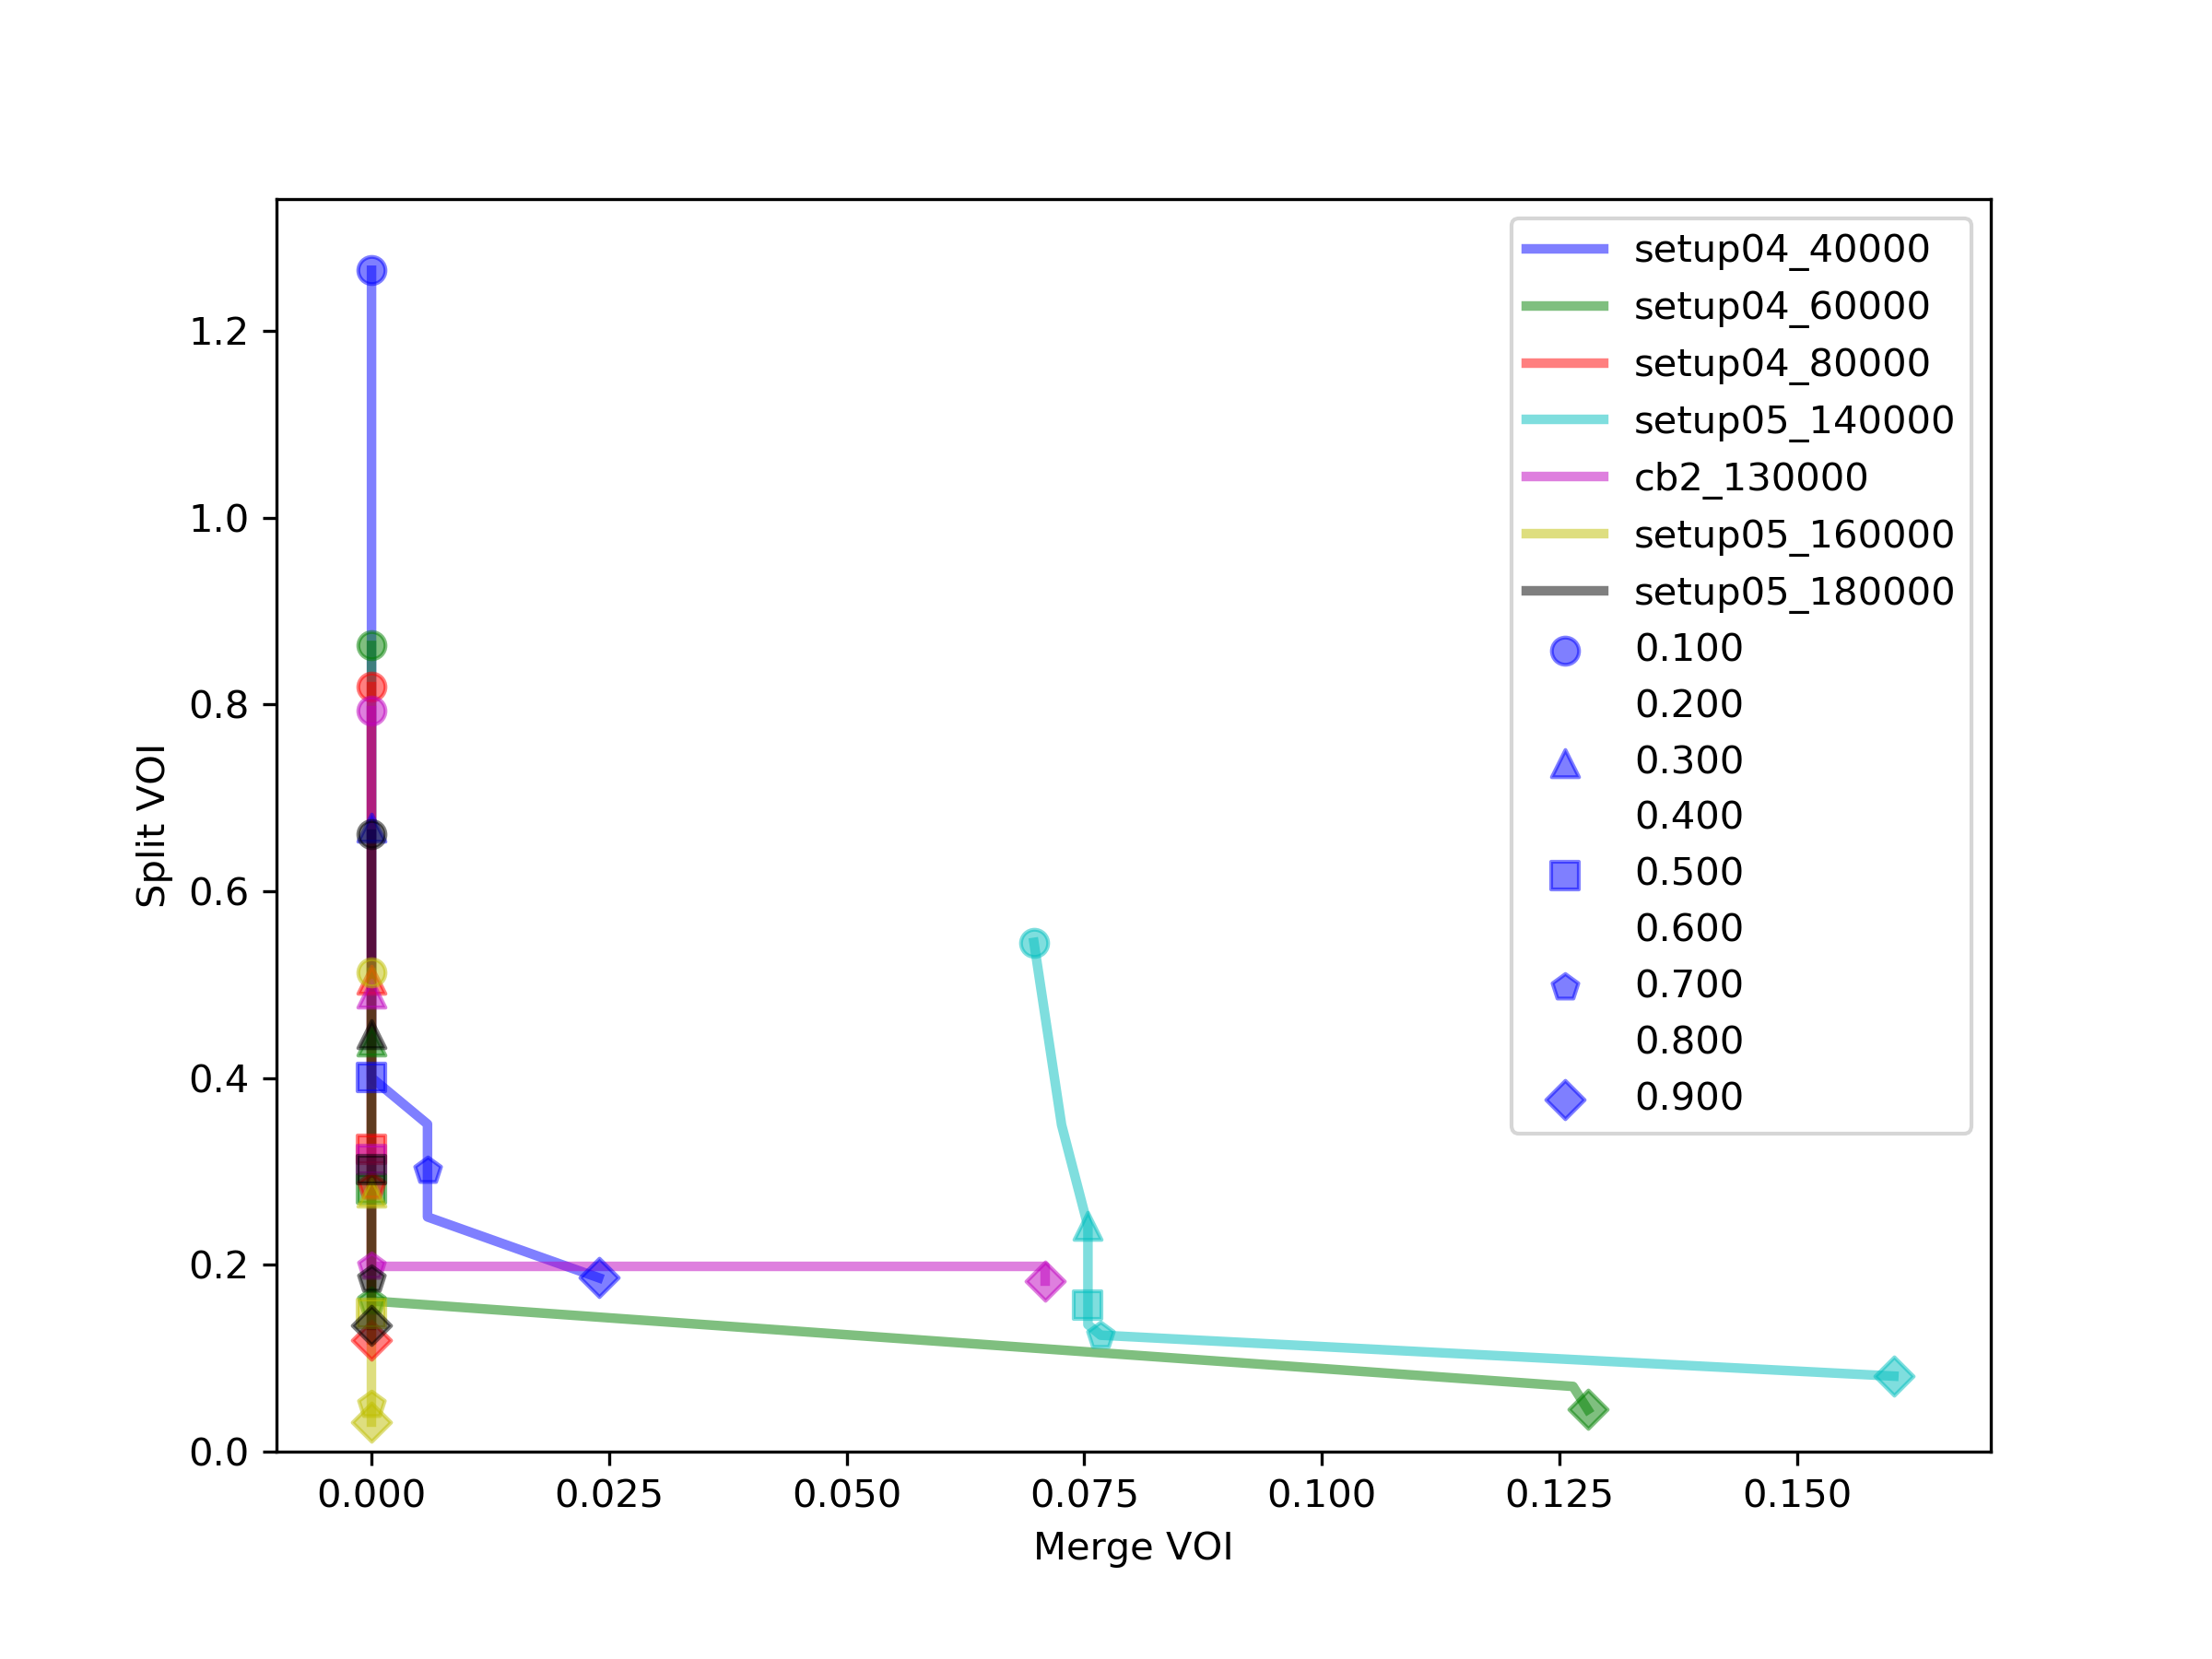 setup04_40000
setup04_60000
setup04_80000
setup05_140000
cb2_130000
setup05_160000
setup05_180000
0.100
0.200
0.300
0.400
0.500
0.600
0.700
0.800
0.900
Split VOI
1.2
1.0
0.8
0.6
0.4
0.2
0.0
0.000 0.025 0.050 0.075 0.100 0.125 0.150
Merge VOI